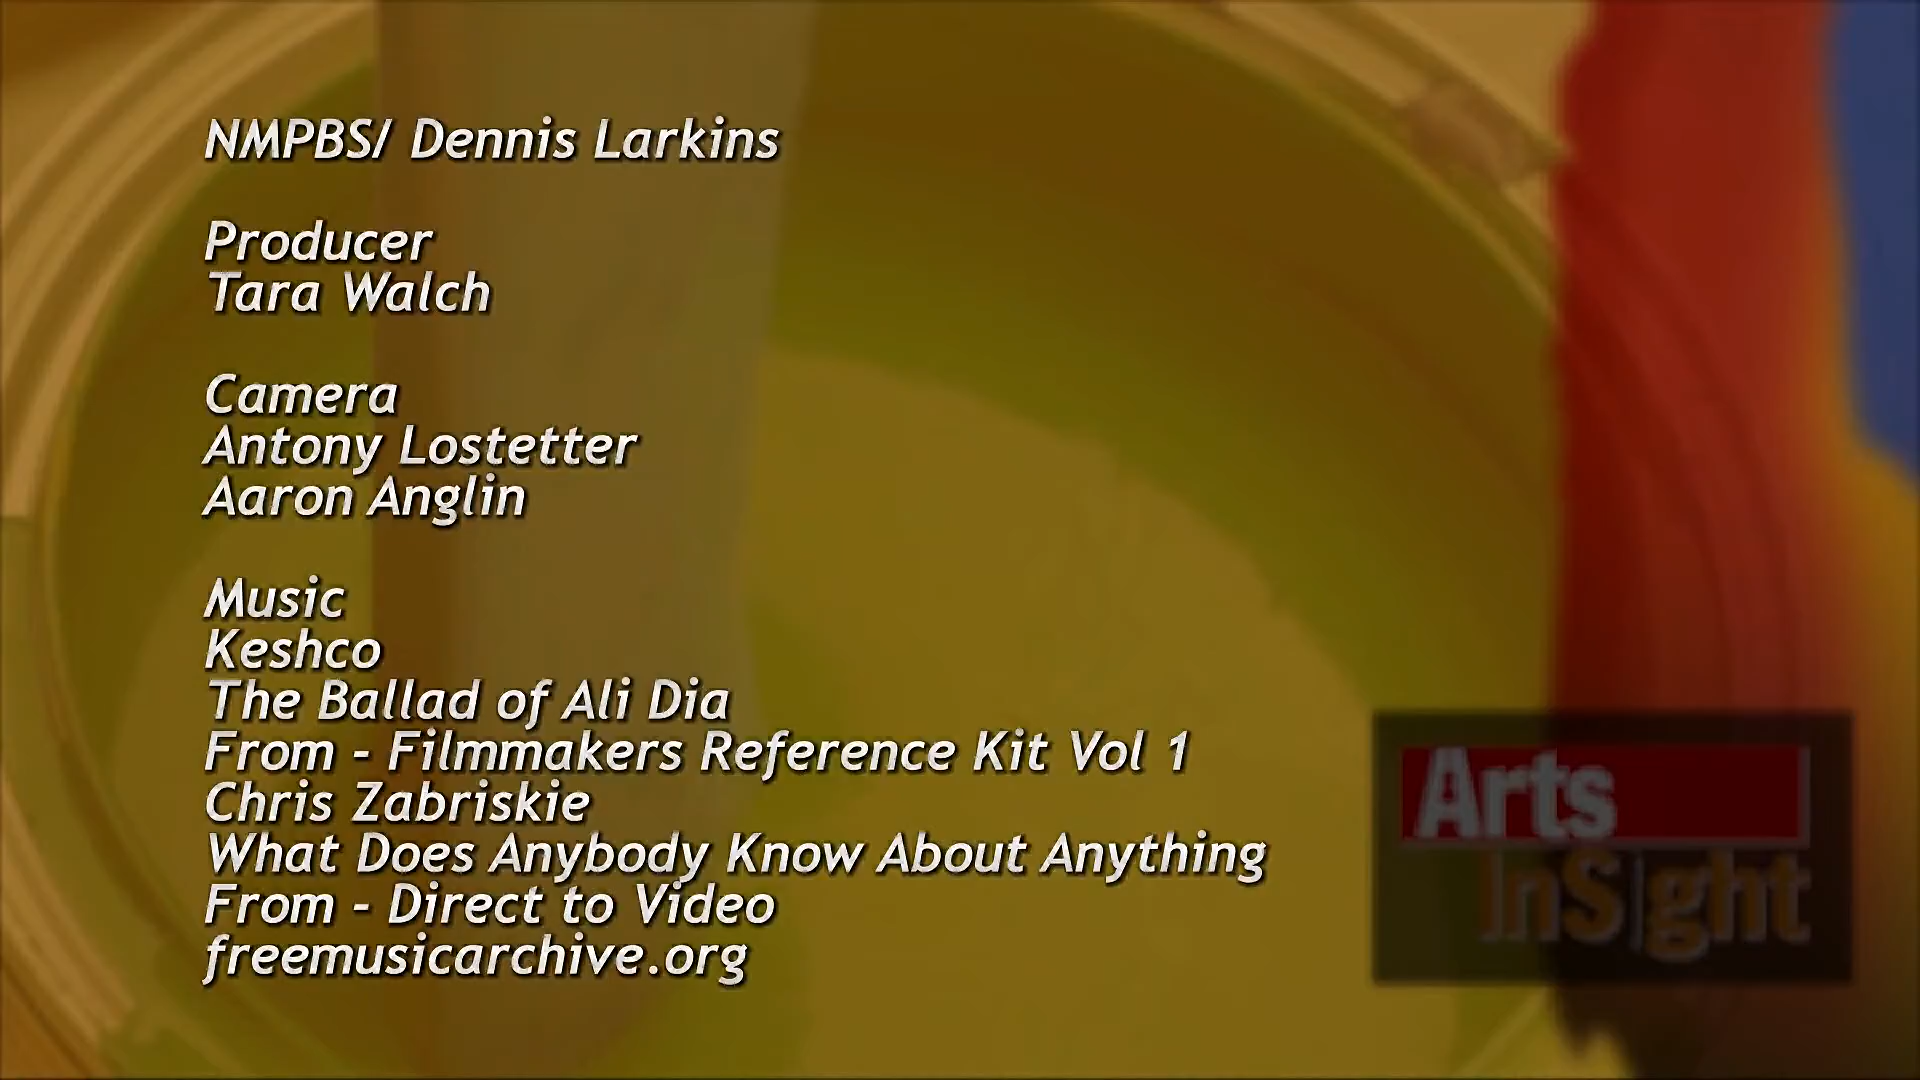 NMPBS/ Dennis Larkins
Producer
Tara Walch
Camera
Antony Lostetter
Aaron Anglin
Music
Keshco
The Ballad of Ali Dia
From - Filmmakers Reference Kit Vol 1
Chris Zabriskie
What Does Anybody Know About Anything
From - Direct to Video
freemusicarchive.org
Arts
InSight